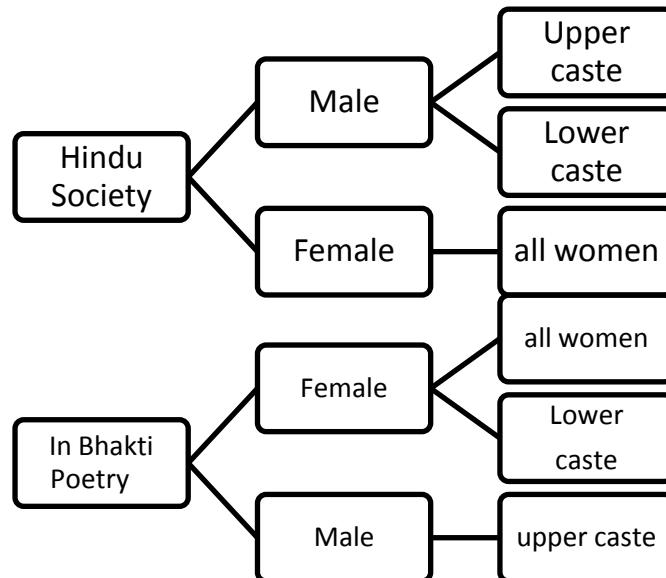 Hindu
Society
Male
Upper
caste
Lower
caste
Female
all women
In Bhakti
Poetry
Female
all women
Lower
caste
Male
upper caste